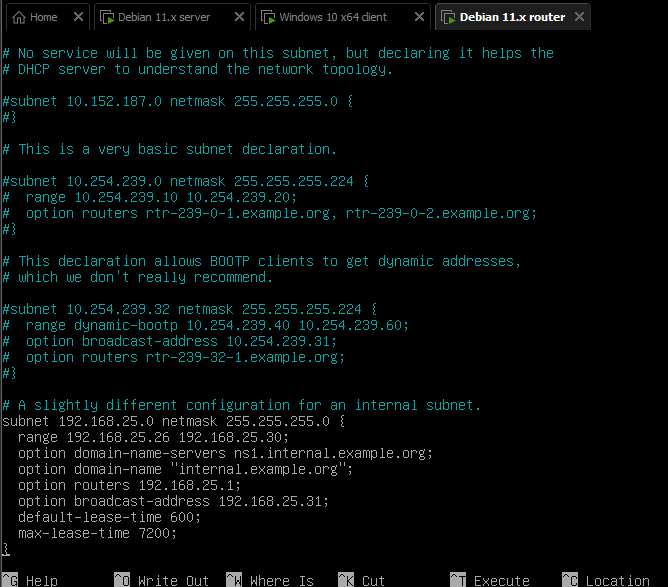 Home
Debian 11.x server
Windows 10 x64 client
Debian 11.x router
# No service will be given on this subnet, but declaring it helps the
# DHCP server to understand the network topology.
#subnet 10.152.187.0 netmask 255.255.255.0 {
#}
# This is a very basic subnet declaration.
#subnet 10.254.239.0 netmask 255.255.255.224 {
#  range 10.254.239.10 10.254.239.20;
#  option routers rtr-239-0-1.example.org, rtr-239-0-2.example.org;
#}
# This declaration allows BOOTP clients to get dynamic addresses,
# which we don't really recommend.
#subnet 10.254.239.32 netmask 255.255.255.224 {
#  range dynamic-bootp 10.254.239.40 10.254.239.60;
#  option broadcast-address 10.254.239.31;
#  option routers rtr-239-32-1.example.org;
#}
# A slightly different configuration for an internal subnet.
subnet 192.168.25.0 netmask 255.255.255.0 {
  range 192.168.25.26 192.168.25.30;
  option domain-name-servers ns1.internal.example.org;
  option domain-name "internal.example.org";
  option routers 192.168.25.1;
  option broadcast-address 192.168.25.31;
  default-lease-time 600;
  max-lease-time 7200;
}
^G Help ^O Write Out ^W Where Is ^K Cut ^T Execute ^C Location